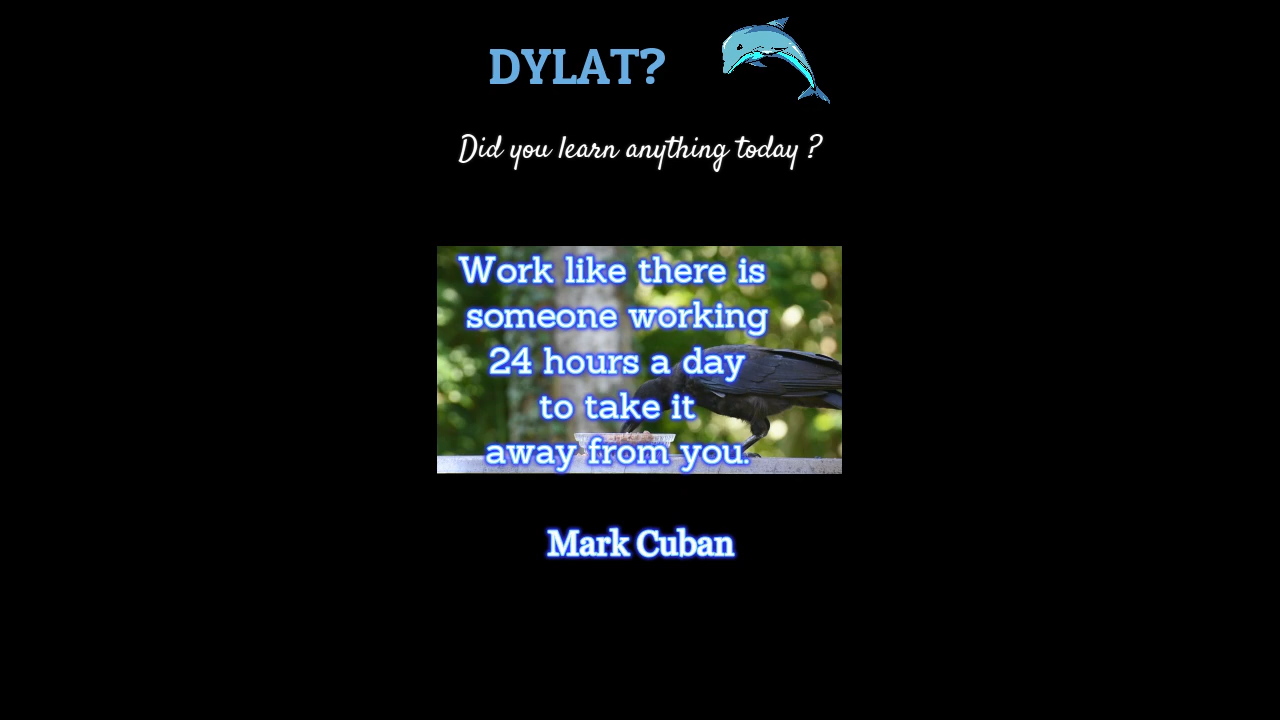 DYLAT?
Did you learn anything today ?
Work like there is
someone working
24 hours a day
to take it
away from you.
Mark Cuban